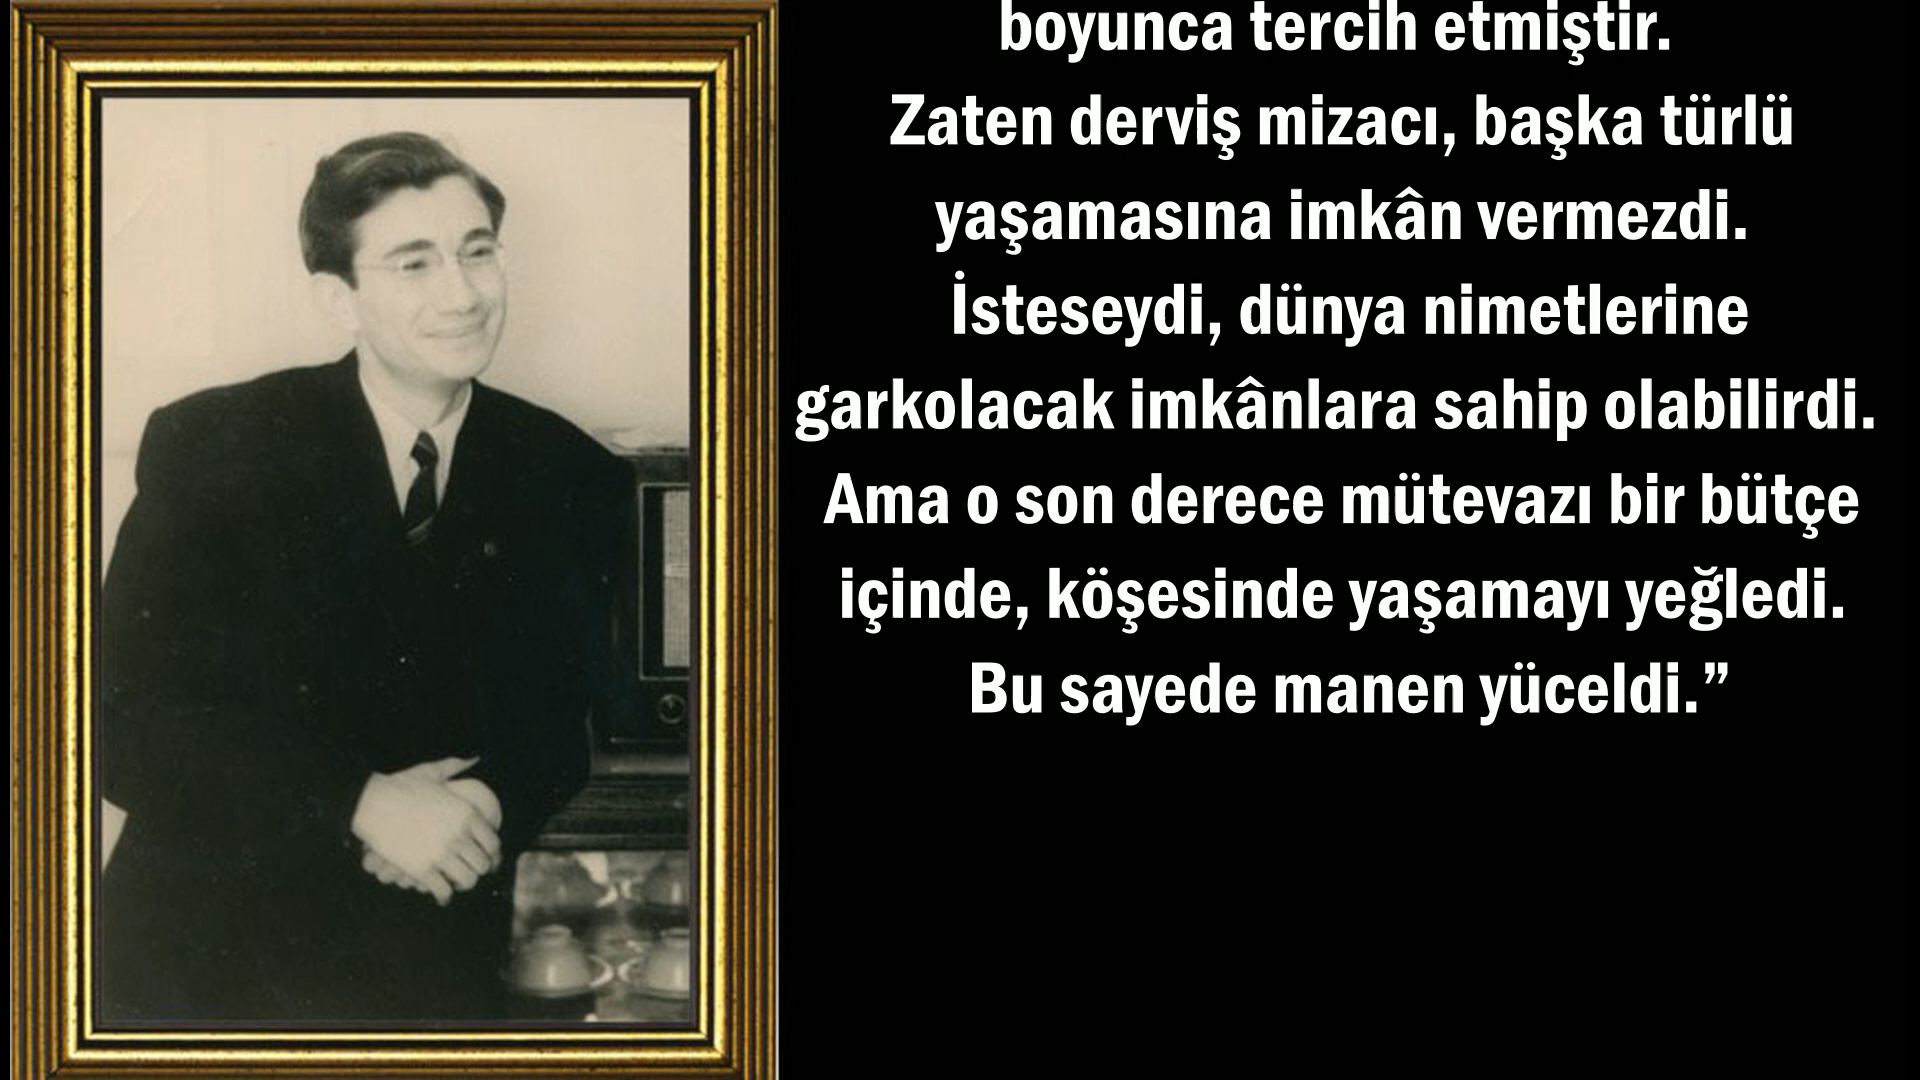 boyunca tercih etmiştir.
Zaten derviş mizacı, başka türlü
yaşamasına imkân vermezdi.
İsteseydi, dünya nimetlerine
garkolacak imkânlara sahip olabilirdi.
Ama o son derece mütevazı bir bütçe
içinde, köşesinde yaşamayı yeğledi.
Bu sayede manen yüceldi.”